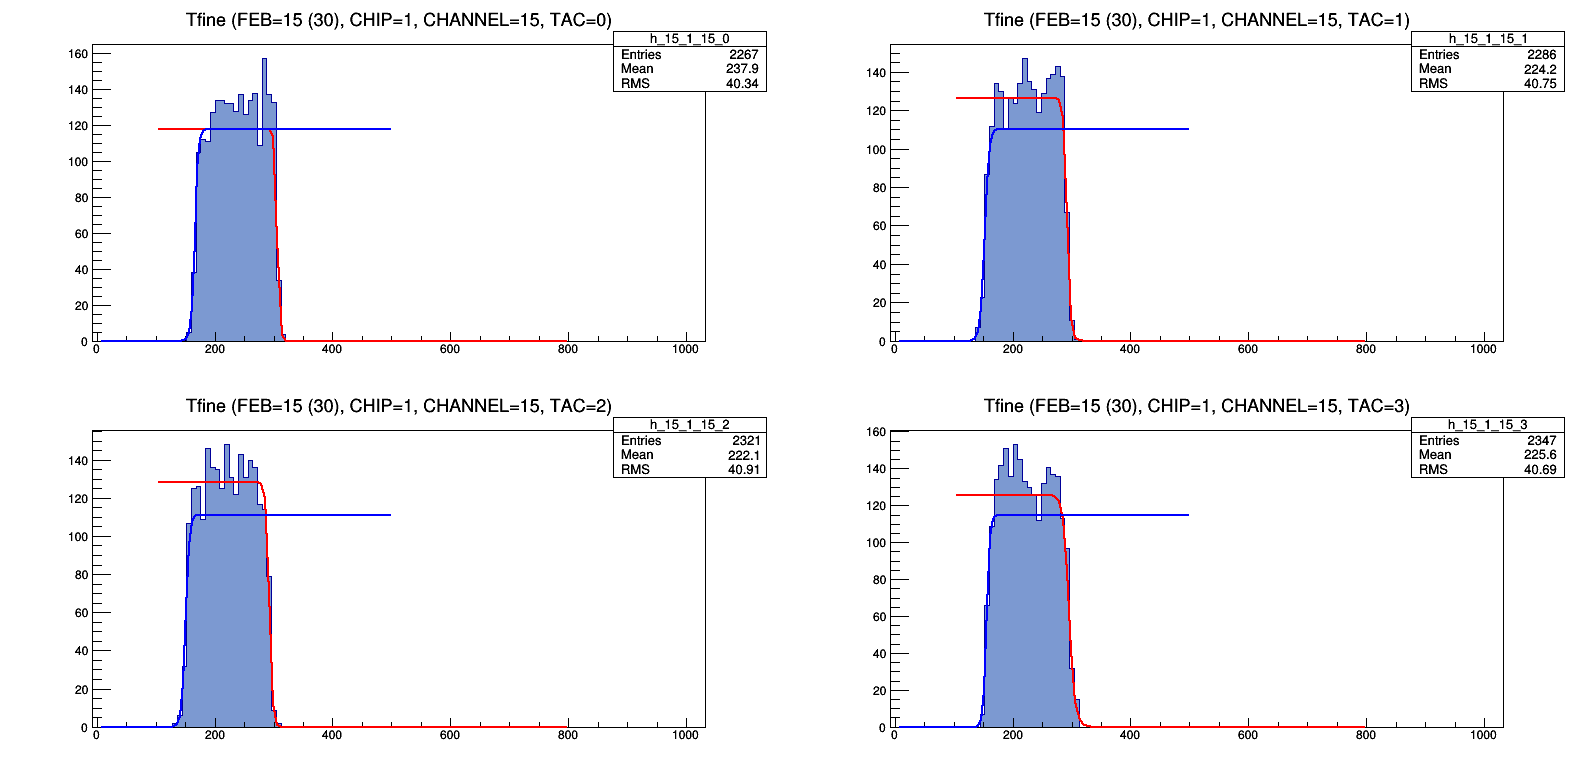 Tfine (FEB=15 (30), CHIP=1, CHANNEL=15, TAC=0)
h_15_1_15_0
Entries 2267
Mean 237.9
RMS 40.34
160
140
120
100
80
60
40
20
0
0 200 400 600 800 1000
Tfine (FEB=15 (30), CHIP=1, CHANNEL=15, TAC=1)
h_15_1_15_1
Entries 2286
Mean 224.2
RMS 40.75
140
120
100
80
60
40
20
0
0 200 400 600 800 1000
Tfine (FEB=15 (30), CHIP=1, CHANNEL=15, TAC=2)
h_15_1_15_2
Entries 2321
Mean 222.1
RMS 40.91
140
120
100
80
60
40
20
0
0 200 400 600 800 1000
Tfine (FEB=15 (30), CHIP=1, CHANNEL=15, TAC=3)
h_15_1_15_3
Entries 2347
Mean 225.6
RMS 40.69
160
140
120
100
80
60
40
20
0
0 200 400 600 800 1000